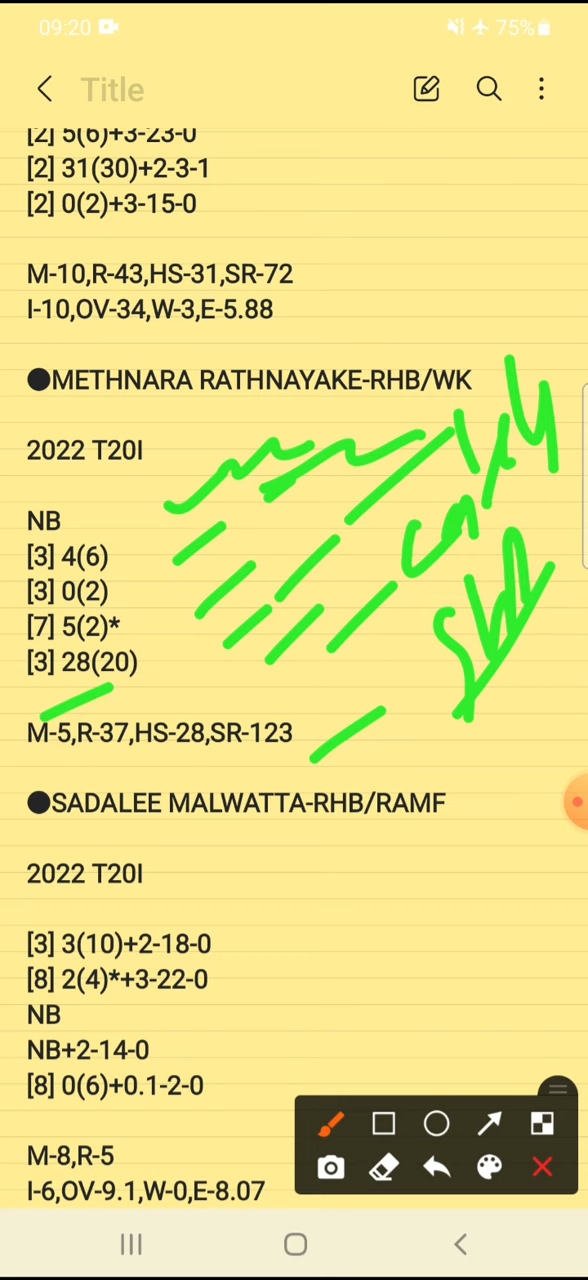 09:20
75%
Title
[2] 5(6)+3-23-0
[2] 31(30)+2-3-1
[2] 0(2)+3-15-0
M-10,R-43,HS-31,SR-72
I-10,OV-34,W-3,E-5.88
●METHNARA RATHNAYAKE-RHB/WK
2022 T20I
NB
[3] 4(6)
[3] 0(2)
[7] 5(2)*
[3] 28(20)
M-5,R-37,HS-28,SR-123
●SADALEE MALWATTA-RHB/RAMF
2022 T20I
[3] 3(10)+2-18-0
[8] 2(4)*+3-22-0
NB
NB+2-14-0
[8] 0(6)+0.1-2-0
M-8,R-5
I-6,OV-9.1,W-0,E-8.07